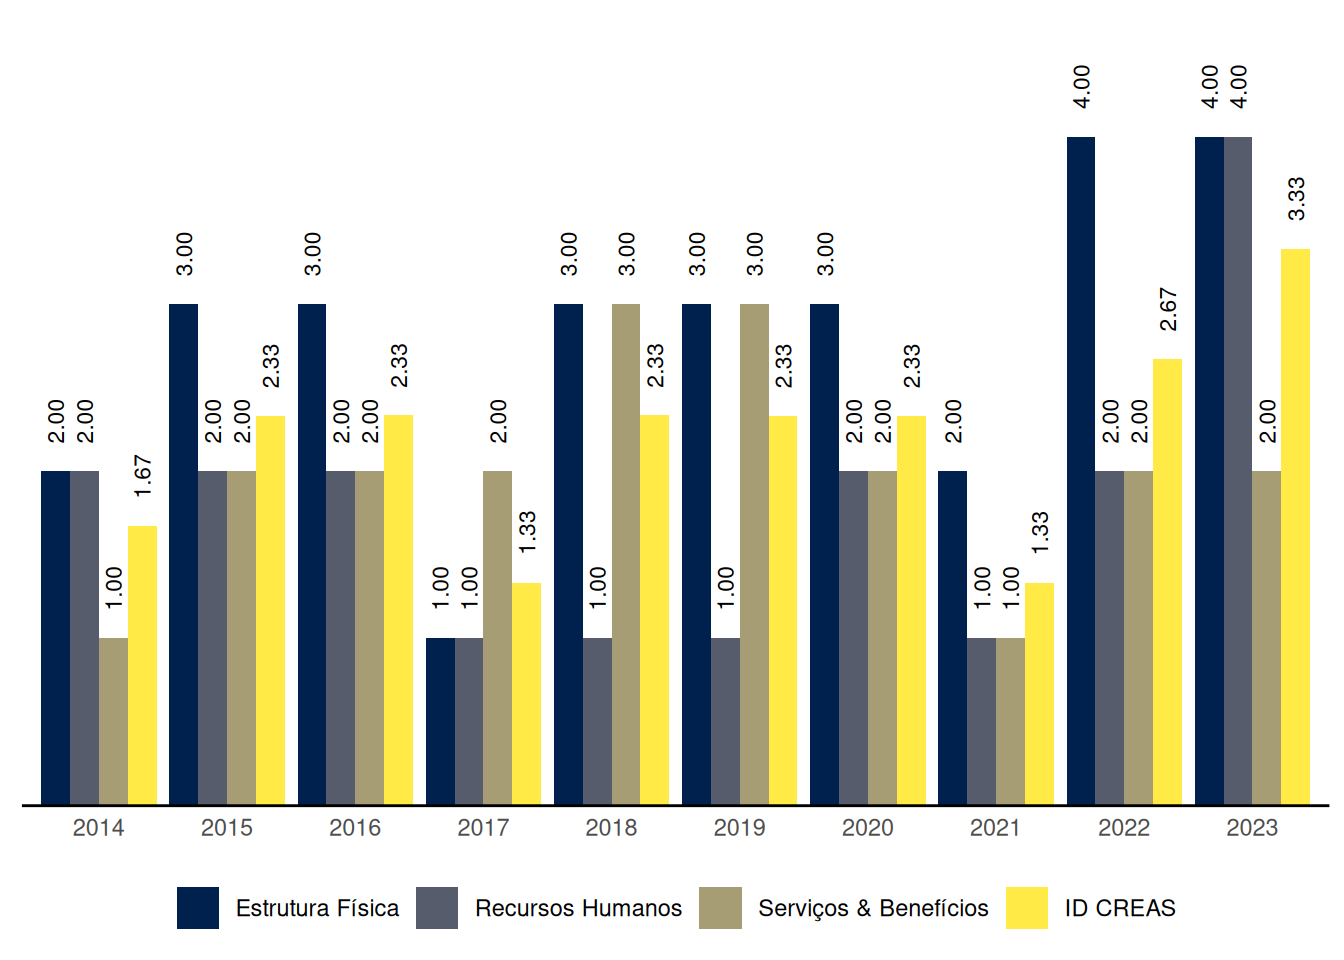 4.00 4.00 4.00
3.33
3.00 3.00 3.00 3.00 3.00 3.00 3.00
2.67
2.33 2.33 2.33 2.33 2.33
2.00 2.00 2.00 2.00 2.00 2.00 2.00 2.00 2.00 2.00 2.00 2.00 2.00
1.67
1.33 1.33
1.00 1.00 1.00 1.00 1.00 1.00 1.00
2014 2015 2016 2017 2018 2019 2020 2021 2022 2023
Estrutura Física Recursos Humanos Serviços & Benefícios ID CREAS